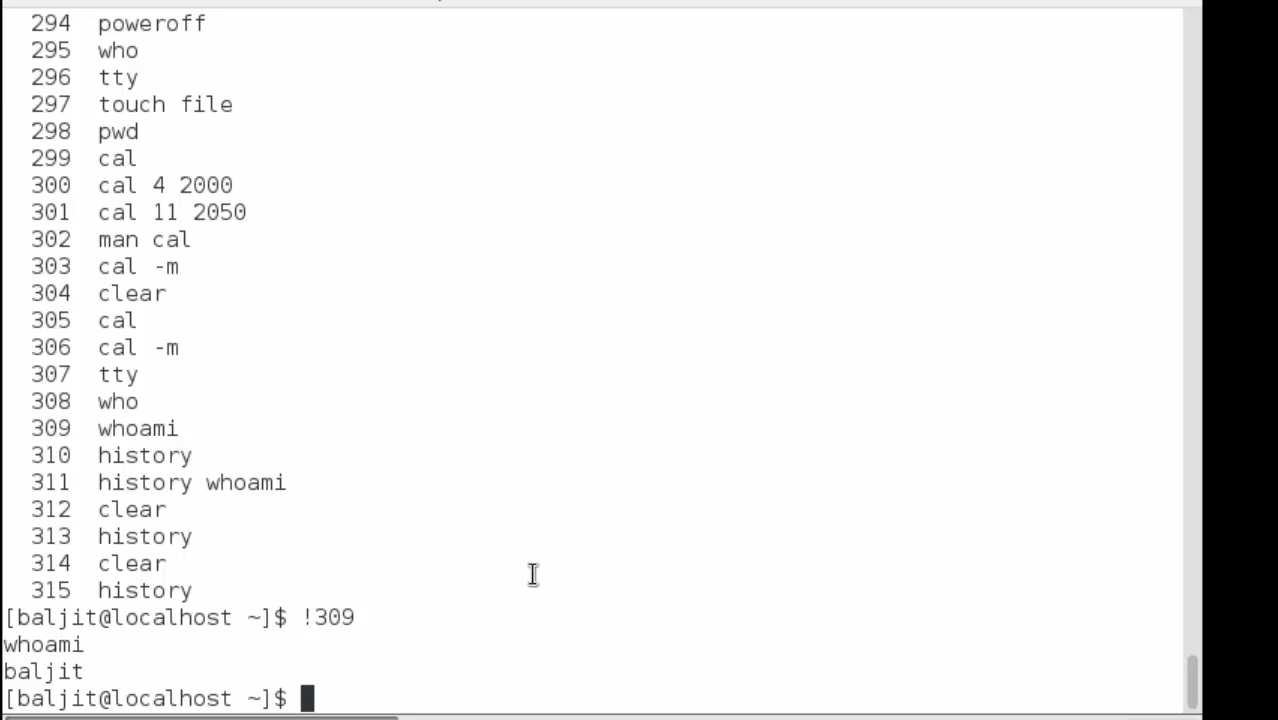 294  poweroff
295  who
296  tty
297  touch file
298  pwd
299  cal
300  cal 4 2000
301  cal 11 2050
302  man cal
303  cal -m
304  clear
305  cal
306  cal -m
307  tty
308  who
309  whoami
310  history
311  history whoami
312  clear
313  history
314  clear
315  history
[baljit@localhost ~]$ !309
whoami
baljit
[baljit@localhost ~]$